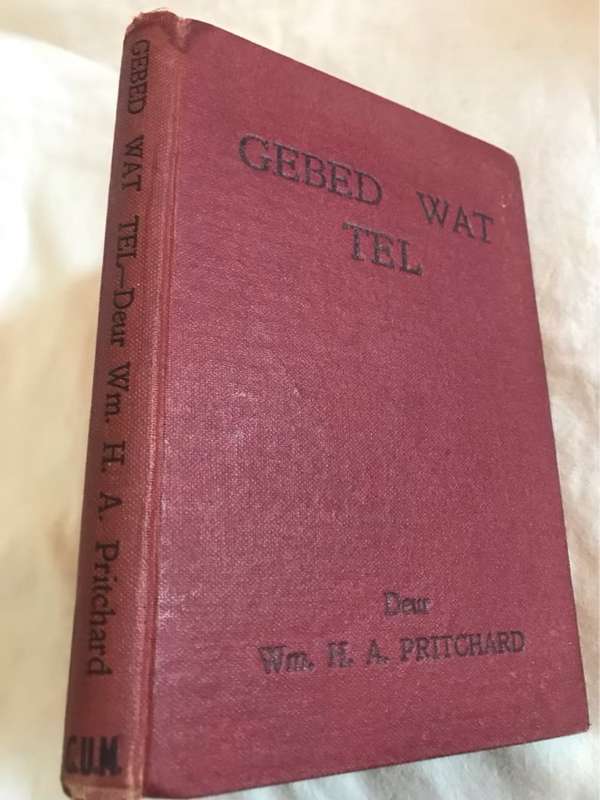 GEBED WAT TEL—Deur Wm. H. A. Pritchard
C.U.M.
GEBED WAT
TEL
Deur
Wm. H. A. PRITCHARD